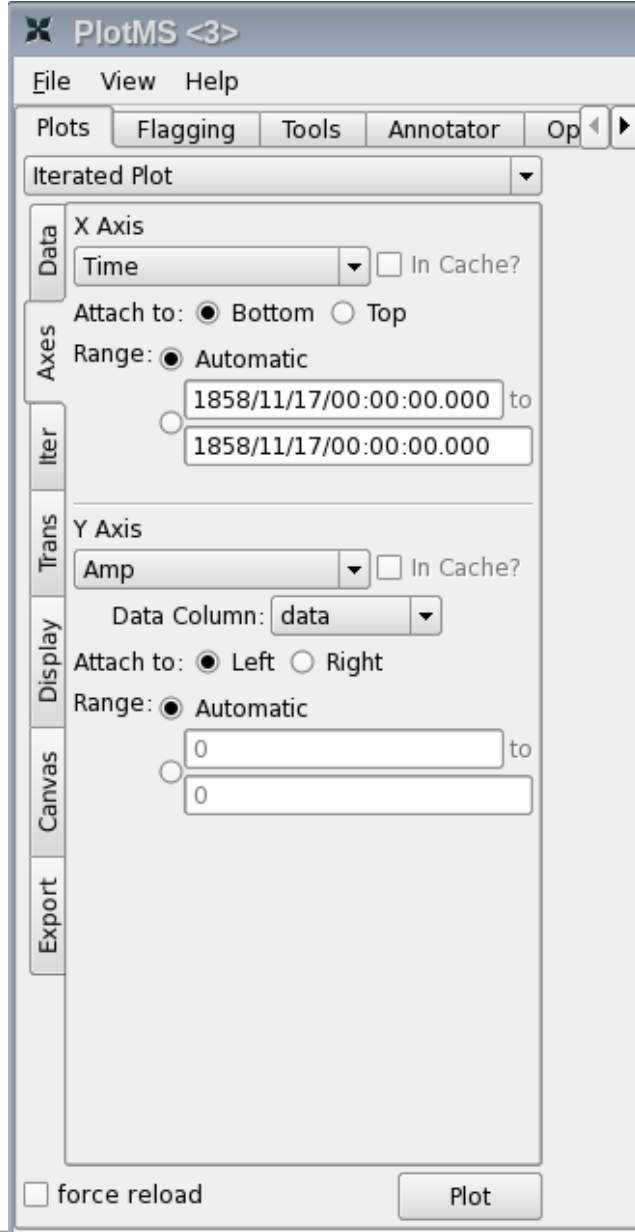 PlotMS <3>
File View Help
Plots Flagging Tools Annotator Op
Iterated Plot
Data
Axes
Iter
Trans
Display
Canvas
Export
X Axis
Time In Cache?
Attach to: Bottom Top
Range: Automatic
1858/11/17/00:00:00.000 to
1858/11/17/00:00:00.000
Y Axis
Amp In Cache?
Data Column: data
Attach to: Left Right
Range: Automatic
0 to
0
force reload Plot